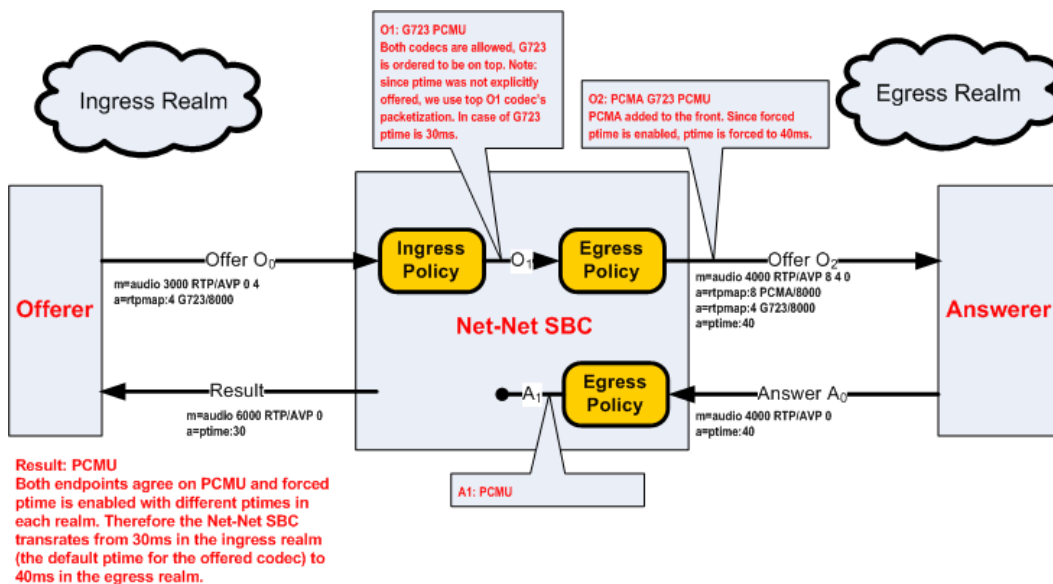 O1: G723 PCMU
Both codecs are allowed, G723
is ordered to be on top. Note:
since ptime was not explicitly
offered, we use top O1 codec's
packetization. In case of G723
ptime is 30ms.
Ingress Realm
Egress Realm
O2: PCMA G723 PCMU
PCMA added to the front. Since forced
ptime is enabled, ptime is forced to 40ms.
Offerer
Offer O0
m=audio 3000 RTP/AVP 0 4
a=rtpmap:4 G723/8000
Ingress
Policy
O1
Egress
Policy
Offer O2
m=audio 4000 RTP/AVP 8 4 0
a=rtpmap:8 PCMA/8000
a=rtpmap:4 G723/8000
a=ptime:40
Answerer
Net-Net SBC
Result
m=audio 6000 RTP/AVP 0
a=ptime:30
A1
Egress
Policy
Answer A0
m=audio 4000 RTP/AVP 0
a=ptime:40
A1: PCMU
Result: PCMU
Both endpoints agree on PCMU and forced
ptime is enabled with different ptimes in
each realm. Therefore the Net-Net SBC
transrates from 30ms in the ingress realm
(the default ptime for the offered codec) to
40ms in the egress realm.